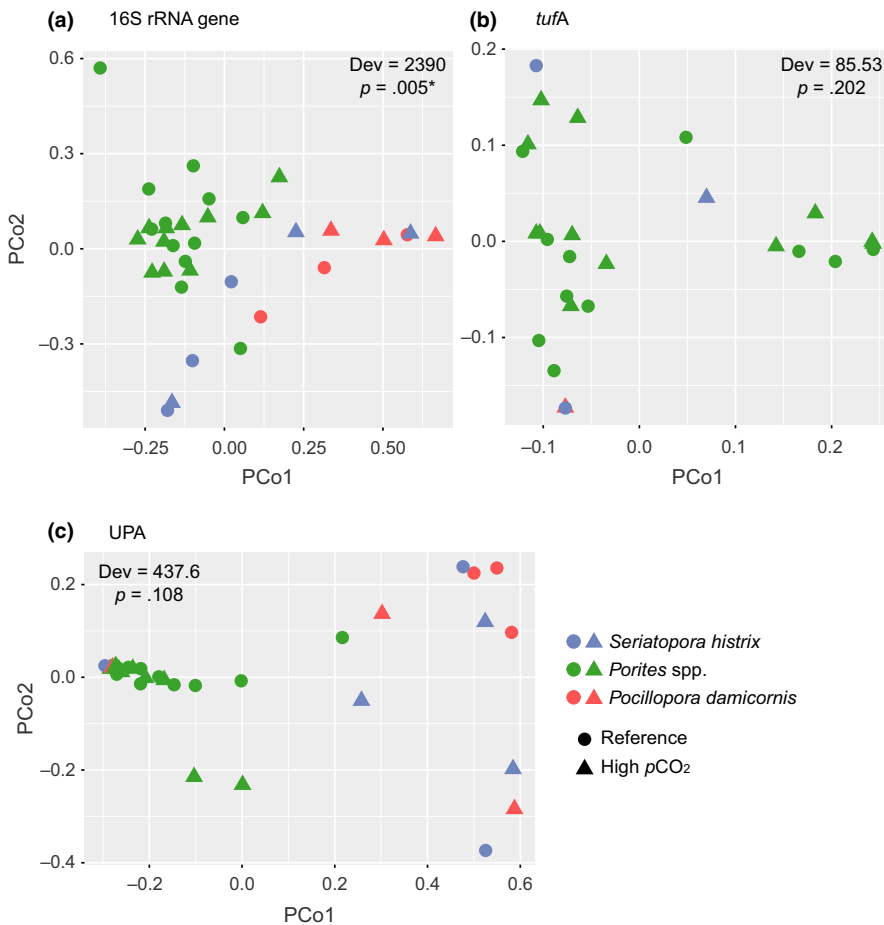 (a) 16S rRNA gene
Dev = 2390
p = .005*
0.6
0.3
0.0
–0.3
PCo2
–0.25 0.00 0.25 0.50
PCo1
(b) tufA
Dev = 85.53
p = .202
0.2
0.1
0.0
–0.1
–0.1 0.0 0.1 0.2
PCo1
(c) UPA
Dev = 437.6
p = .108
0.2
0.0
–0.2
–0.4
PCo2
–0.2 0.0 0.2 0.4 0.6
PCo1
Seriatopora histrix
Porites spp.
Pocillopora damicornis
Reference
High pCO₂